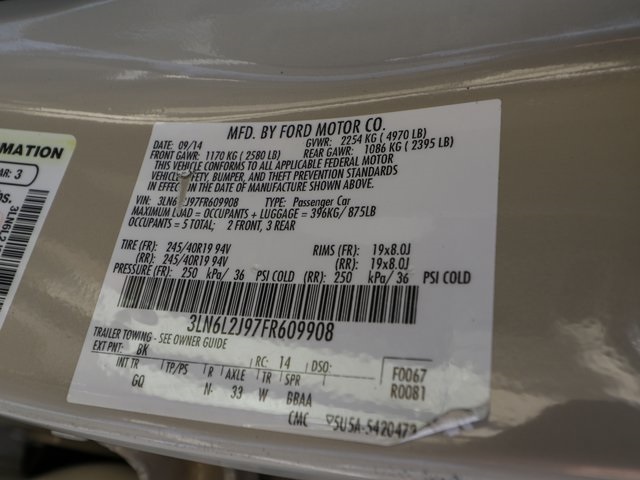 MFD. BY FORD MOTOR CO.
DATE: 09/14 GVWR: 2254 KG ( 4970 LB)
FRONT GAWR: 1170 KG ( 2580 LB) REAR GAWR: 1086 KG ( 2395 LB)
THIS VEHICLE CONFORMS TO ALL APPLICABLE FEDERAL MOTOR
VEHICLE SAFETY, BUMPER, AND THEFT PREVENTION STANDARDS
IN EFFECT ON THE DATE OF MANUFACTURE SHOWN ABOVE.
VIN: 3LN6L2J97FR609908 TYPE: Passenger Car
MAXIMUM LOAD = OCCUPANTS + LUGGAGE = 396KG/ 875LB
OCCUPANTS = 5 TOTAL; 2 FRONT, 3 REAR
TIRE (FR): 245/40R19 94V RIMS (FR): 19x8.0J
(RR): 245/40R19 94V (RR): 19x8.0J
PRESSURE (FR): 250 kPa/ 36 PSI COLD (RR): 250 kPa/ 36 PSI COLD
3LN6L2J97FR609908
TRAILER TOWING - SEE OWNER GUIDE
EXT PNT: BK RC: 14 DSO: F0067
INT TR TP/PS R AXLE TR SPR R0081
GQ N- 33 W BBAA
CMC
MATION
AR: 3
bs.
3LN6L2